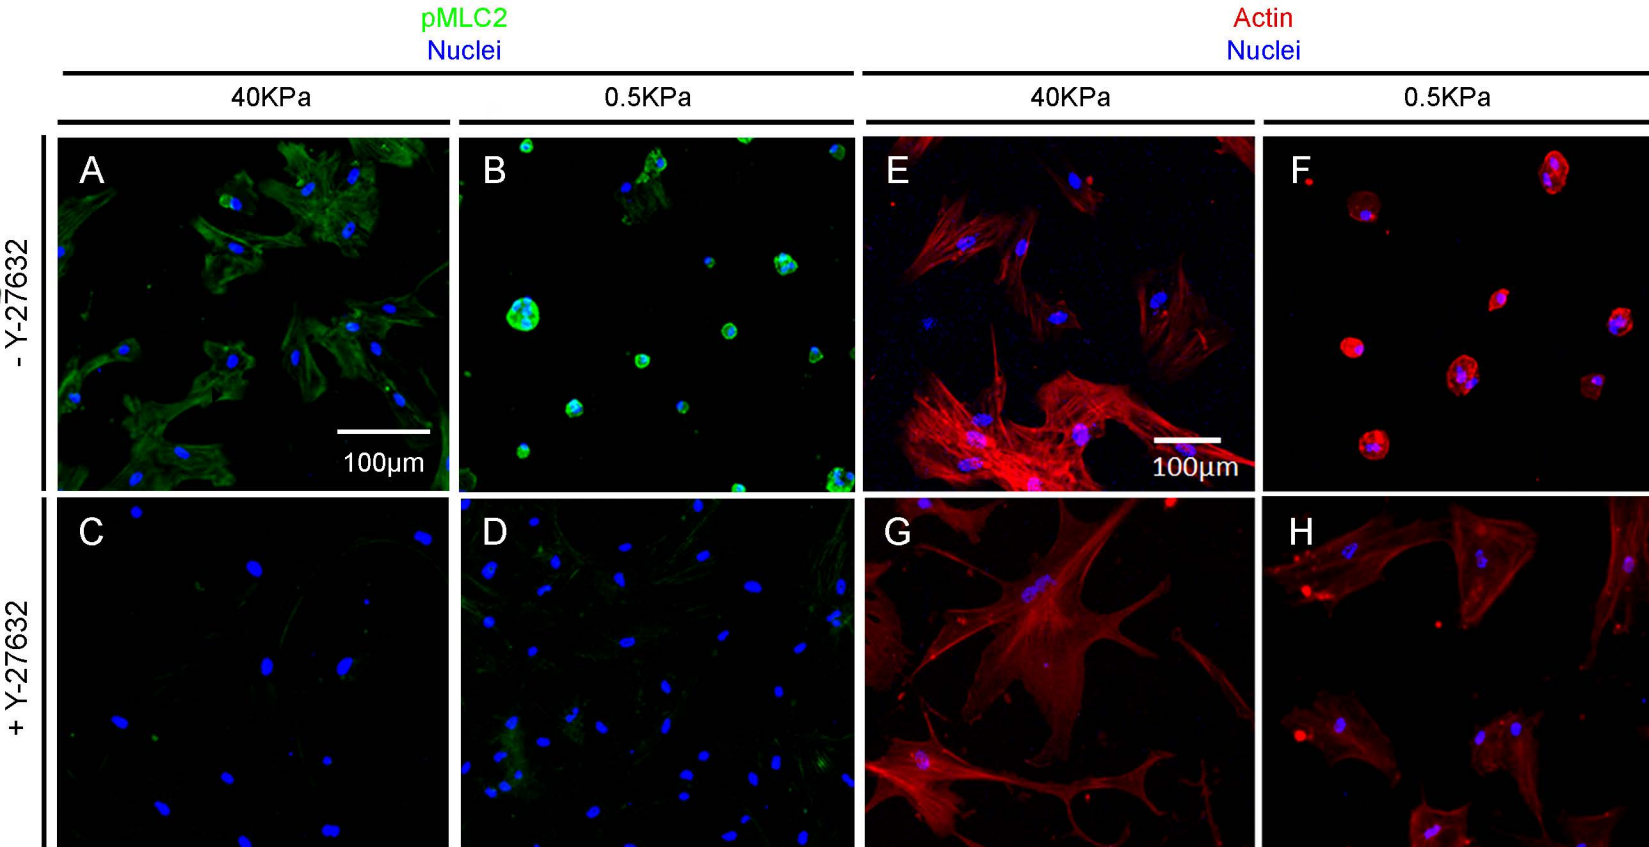 pMLC2
Nuclei
Actin
Nuclei
40KPa
0.5KPa
40KPa
0.5KPa
- Y-27632
A
100µm
B
E
100µm
F
+ Y-27632
C
D
G
H